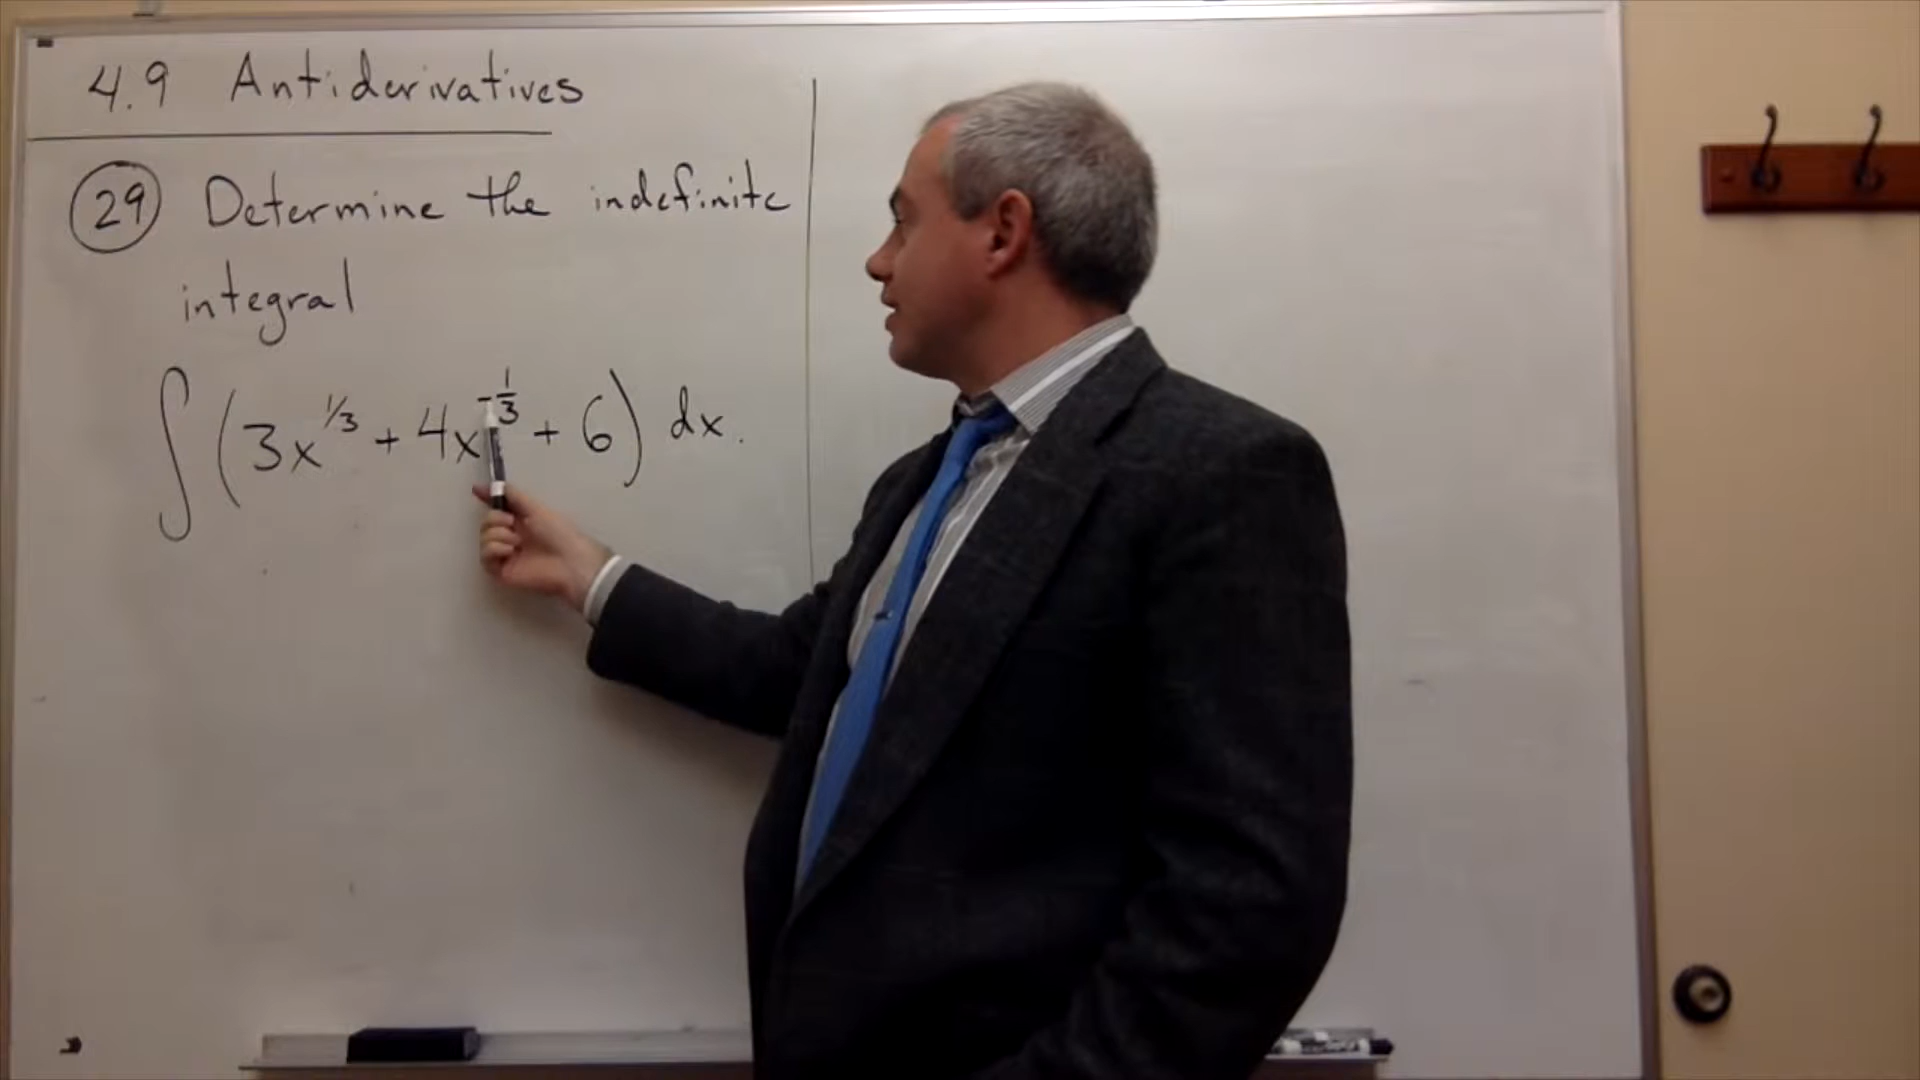 4.9 Antiderivatives
29 Determine the indefinite
integral
∫ (3x^{1/3} + 4x^{-1/3} + 6) dx.